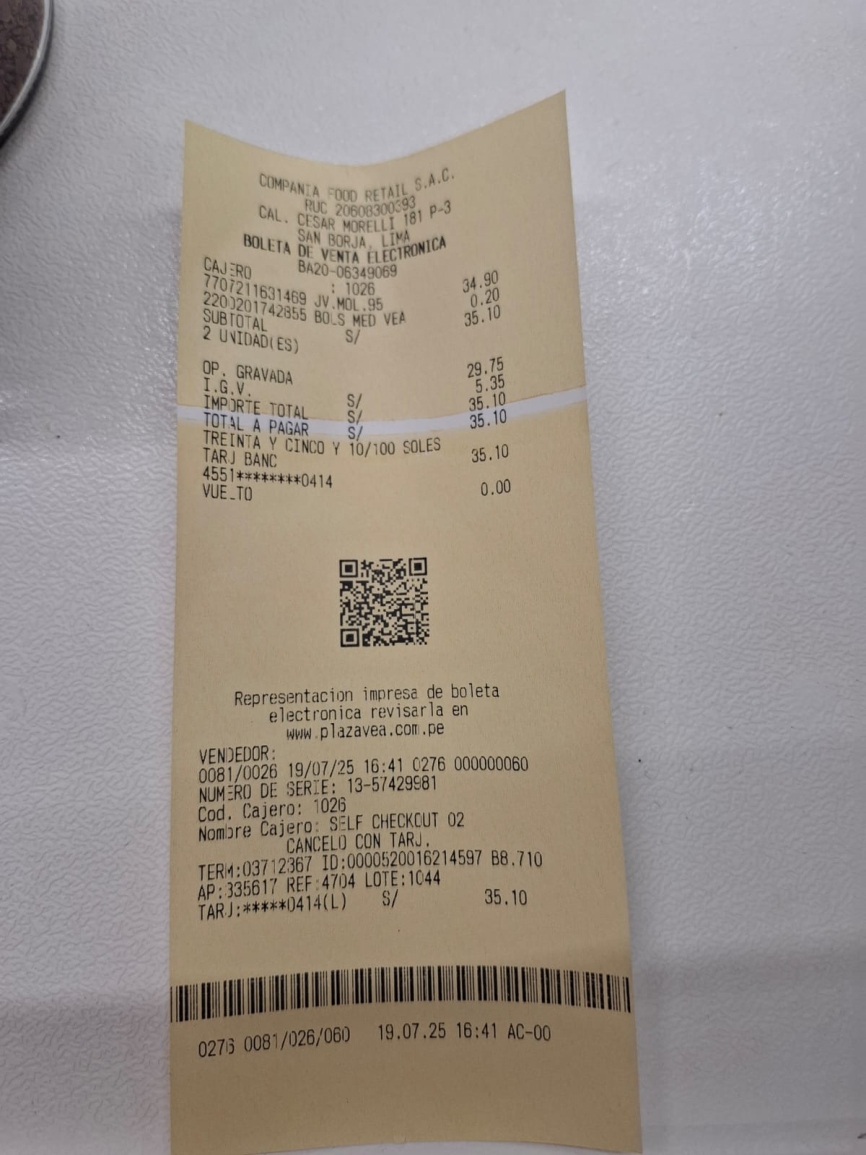 COMPANIA FOOD RETAIL S.A.C.
RUC 20608300393
CAL. CESAR MORELLI 181 P-3
SAN BORJA, LIMA
BOLETA DE VENTA ELECTRONICA
BA20-06349069
CAJERO : 1026
7707211631469 JV.MOL.95 34.90
2200201742855 BOLS MED VEA 0.20
SUBTOTAL S/ 35.10
2 UNIDAD(ES)
OP. GRAVADA 29.75
I.G.V. S/ 5.35
IMPORTE TOTAL S/ 35.10
TOTAL A PAGAR S/ 35.10
TREINTA Y CINCO Y 10/100 SOLES
TARJ BANC 35.10
4551********0414
VUELTO 0.00
Representacion impresa de boleta
electronica revisarla en
www.plazavea.com.pe
VENDEDOR:
0081/0026 19/07/25 16:41 0276 000000060
NUMERO DE SERIE: 13-57429981
Cod. Cajero: 1026
Nombre Cajero: SELF CHECKOUT 02
CANCELO CON TARJ.
TERM:03712367 ID:0000520016214597 B8.710
AP:335617 REF:4704 LOTE:1044
TARJ:*****0414(L) S/ 35.10
0276 0081/026/060 19.07.25 16:41 AC-00